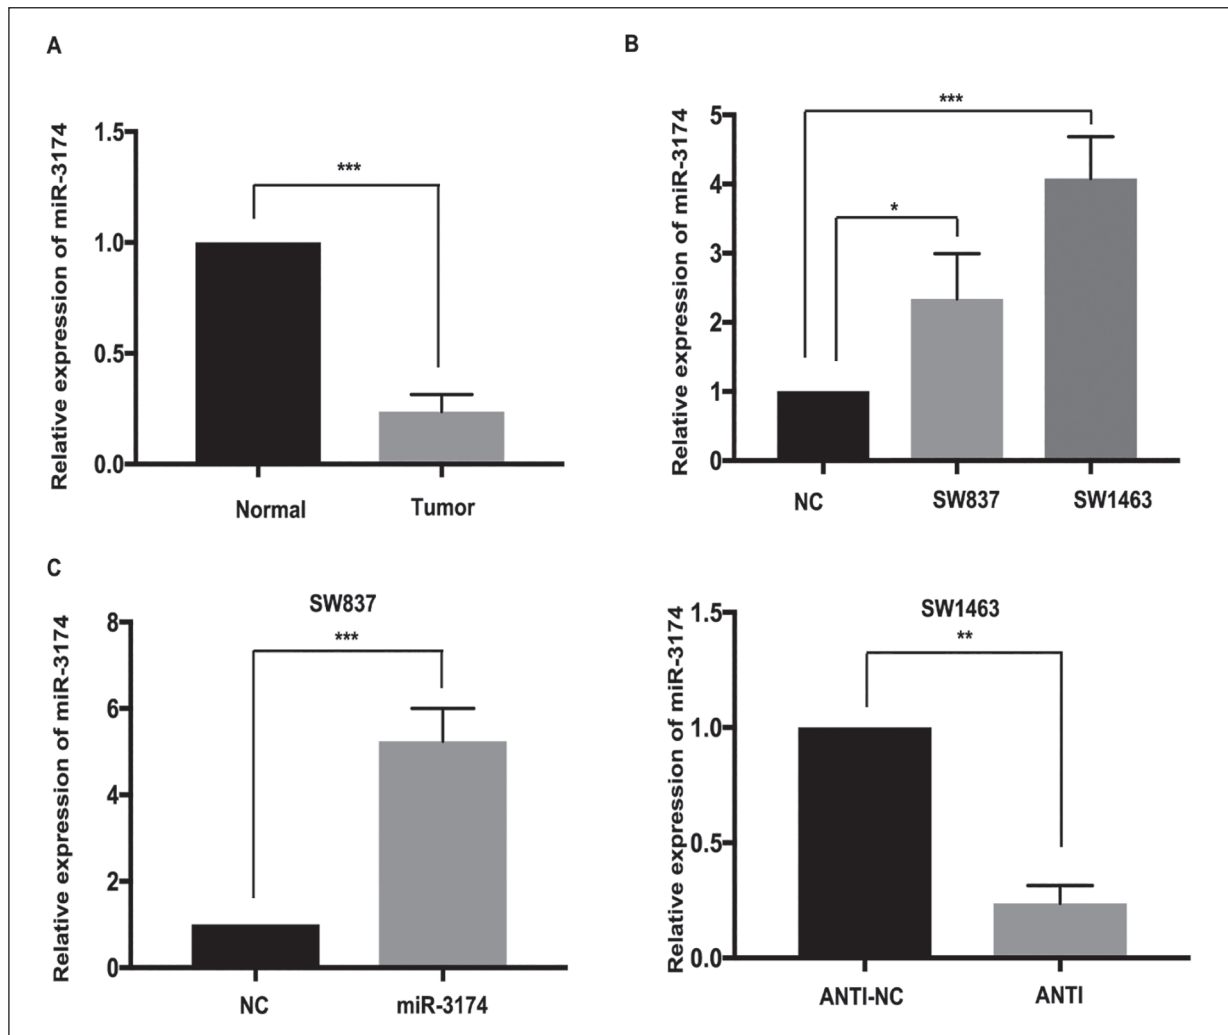 A
Relative expression of miR-3174
1.5
1.0
0.5
0.0
***
Normal
Tumor
B
Relative expression of miR-3174
5
4
3
2
1
0
***
*
NC
SW837
SW1463
C
SW837
Relative expression of miR-3174
8
6
4
2
0
***
NC
miR-3174
SW1463
Relative expression of miR-3174
1.5
1.0
0.5
0.0
**
ANTI-NC
ANTI